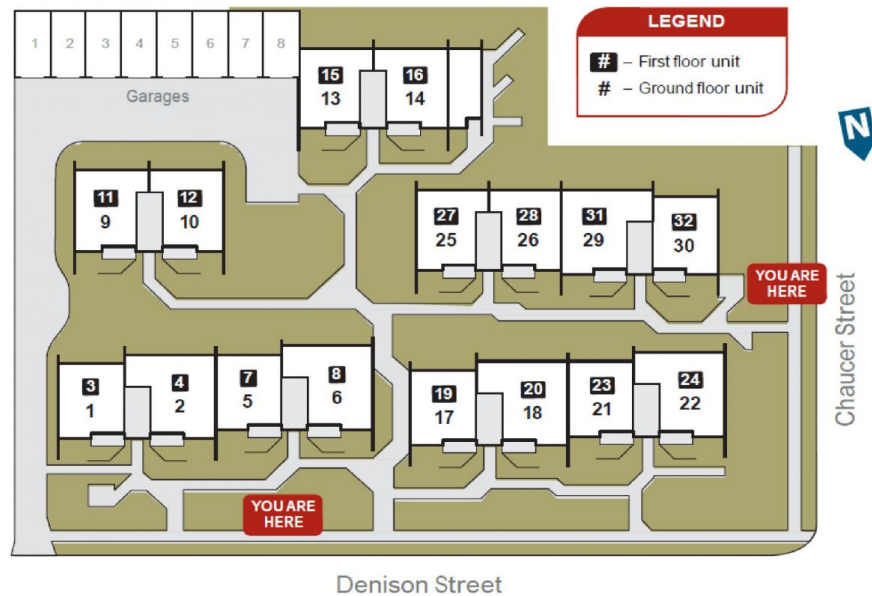 LEGEND
# – First floor unit
# – Ground floor unit
N
1 2 3 4 5 6 7 8
Garages
15 16
13 14
11 12
9 10
27 28 31 32
25 26 29 30
YOU ARE
HERE
Chaucer Street
3 4 7 8
1 2 5 6
19 20 23 24
17 18 21 22
YOU ARE
HERE
Denison Street